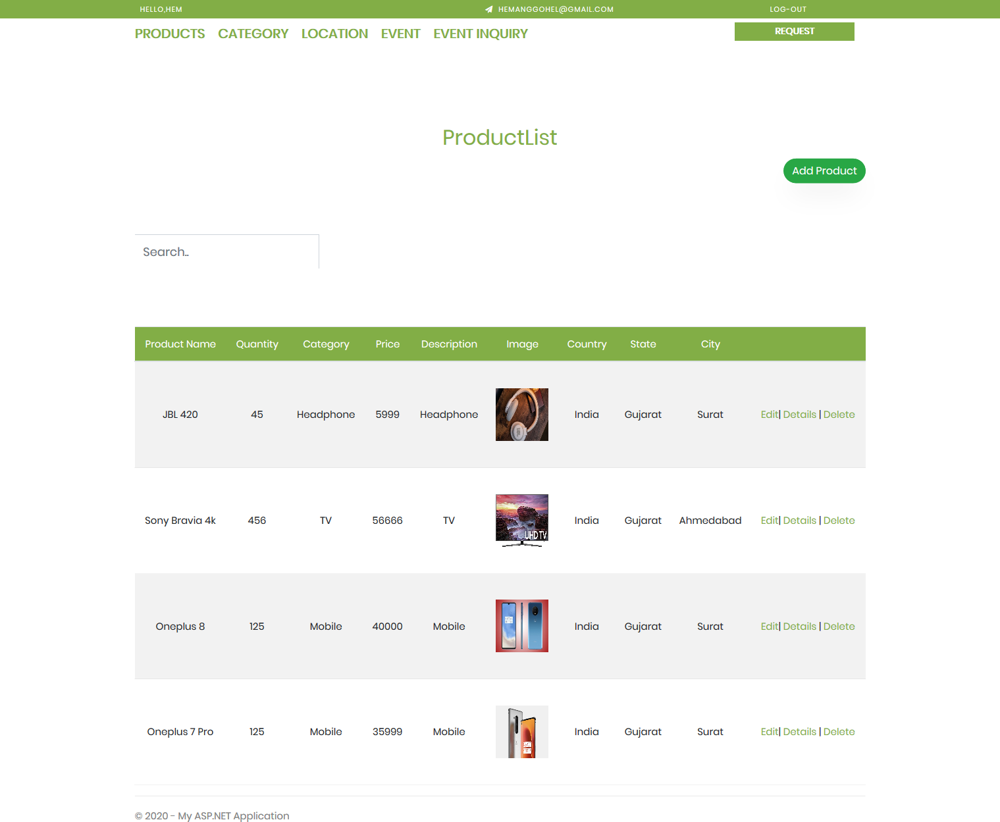 HELLO,HEM HEMANGGOHEL@GMAIL.COM LOG-OUT
PRODUCTS CATEGORY LOCATION EVENT EVENT INQUIRY REQUEST
ProductList
Add Product
Search..
Product Name Quantity Category Price Description Image Country State City
JBL 420 45 Headphone 5999 Headphone India Gujarat Surat Edit| Details | Delete
JBL
Sony Bravia 4k 456 TV 56666 TV India Gujarat Ahmedabad Edit| Details | Delete
UHD TV
Oneplus 8 125 Mobile 40000 Mobile India Gujarat Surat Edit| Details | Delete
Oneplus 7 Pro 125 Mobile 35999 Mobile India Gujarat Surat Edit| Details | Delete
© 2020 - My ASP.NET Application